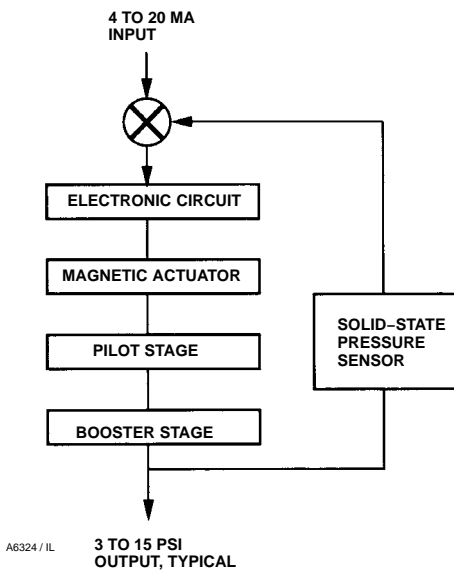 4 TO 20 MA
INPUT
ELECTRONIC CIRCUIT
MAGNETIC ACTUATOR
PILOT STAGE
BOOSTER STAGE
SOLID−STATE
PRESSURE
SENSOR
A6324 / IL
3 TO 15 PSI
OUTPUT, TYPICAL